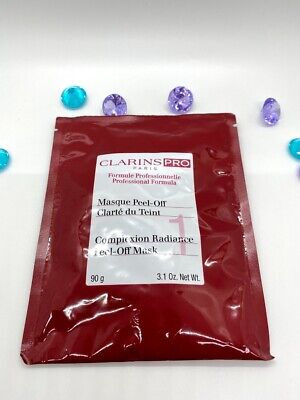 CLARINS PRO
PARIS
Formule Professionnelle
Professional Formula
Masque Peel-Off
Clarté du Teint
1
Complexion Radiance
Peel-Off Mask
90 g 3.1 Oz. Net Wt.